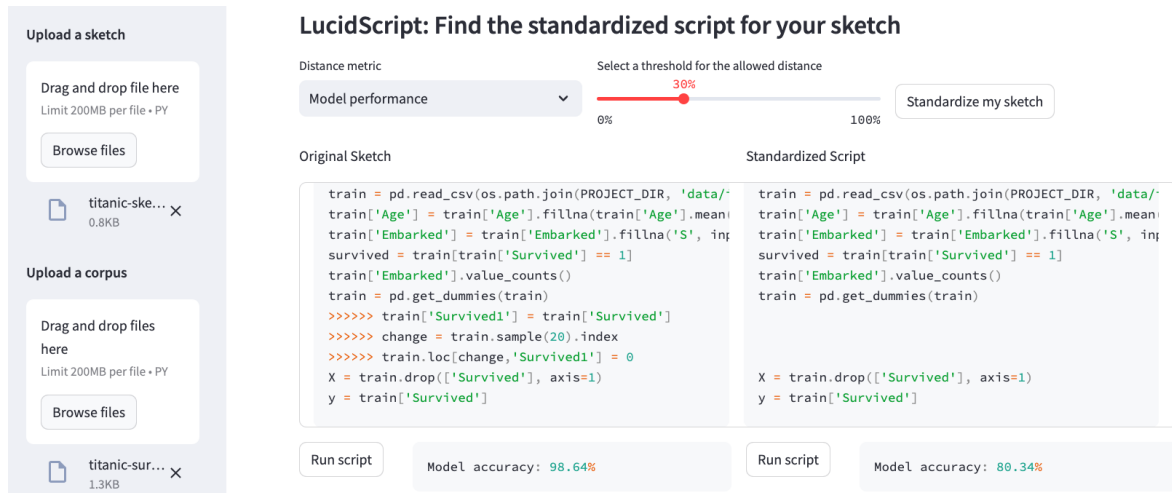 Upload a sketch
Drag and drop file here
Limit 200MB per file • PY
Browse files
titanic-ske...
0.8KB
Upload a corpus
Drag and drop files
here
Limit 200MB per file • PY
Browse files
titanic-sur...
1.3KB
LucidScript: Find the standardized script for your sketch
Distance metric
Model performance
Select a threshold for the allowed distance
30%
0%
100%
Standardize my sketch
Original Sketch
train = pd.read_csv(os.path.join(PROJECT_DIR, 'data/
train['Age'] = train['Age'].fillna(train['Age'].mean(
train['Embarked'] = train['Embarked'].fillna('S', inp
survived = train[train['Survived'] == 1]
train['Embarked'].value_counts()
train = pd.get_dummies(train)
>>>>>> train['Survived1'] = train['Survived']
>>>>>> change = train.sample(20).index
>>>>>> train.loc[change,'Survived1'] = 0
X = train.drop(['Survived'], axis=1)
y = train['Survived']
Run script
Model accuracy: 98.64%
Standardized Script
train = pd.read_csv(os.path.join(PROJECT_DIR, 'data/
train['Age'] = train['Age'].fillna(train['Age'].mean
train['Embarked'] = train['Embarked'].fillna('S', inp
survived = train[train['Survived'] == 1]
train['Embarked'].value_counts()
train = pd.get_dummies(train)
X = train.drop(['Survived'], axis=1)
y = train['Survived']
Run script
Model accuracy: 80.34%